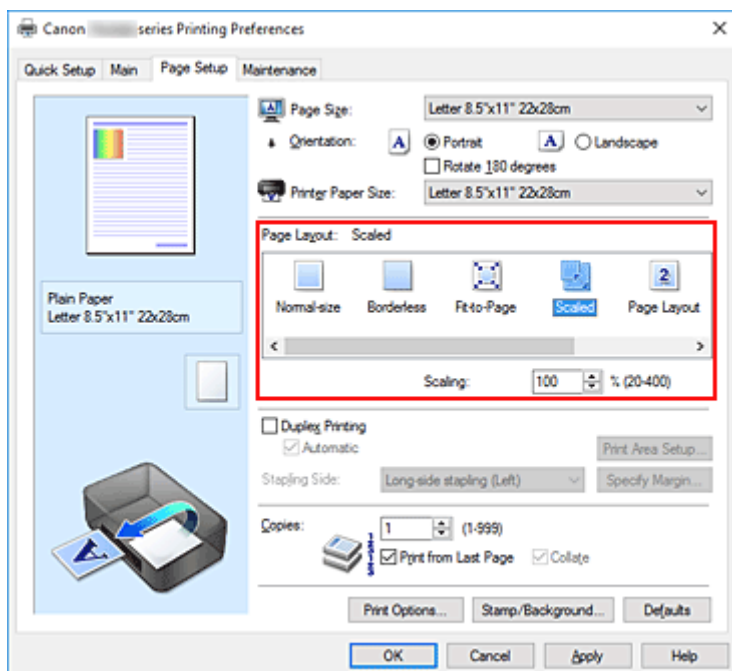 Canon series Printing Preferences
Quick Setup Main Page Setup Maintenance
Page Size: Letter 8.5"x11" 22x28cm
Orientation: A Portrait A Landscape
Rotate 180 degrees
Printer Paper Size: Letter 8.5"x11" 22x28cm
Page Layout: Scaled
Normal-size Borderless Fit-to-Page Scaled 2 Page Layout
Scaling: 100 % (20-400)
Plain Paper
Letter 8.5"x11" 22x28cm
Duplex Printing
Automatic
Print Area Setup...
Stapling Side: Long-side stapling (Left) Specify Margin...
Copies: 1 (1-999)
Print from Last Page Collate
Print Options... Stamp/Background... Defaults
OK Cancel Apply Help